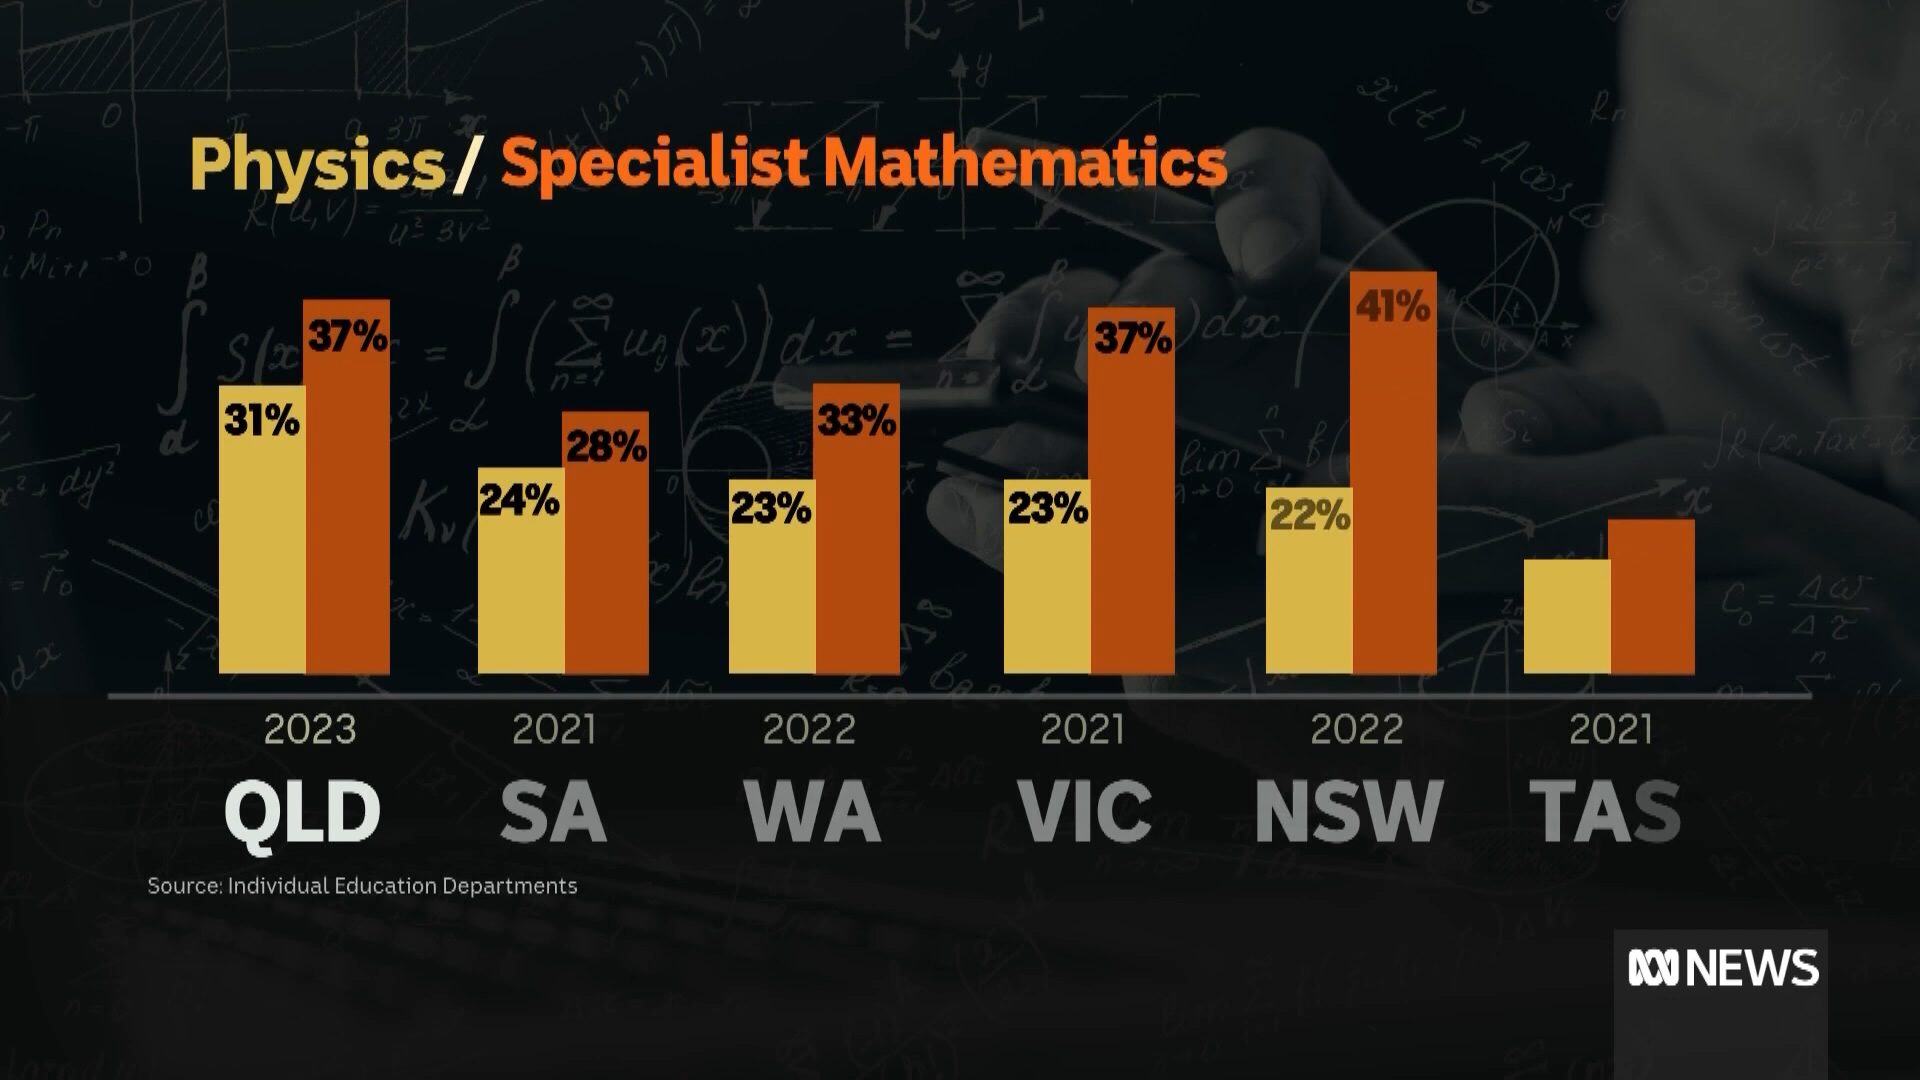 Physics/ Specialist Mathematics
37%
31%
28%
24%
33%
23%
37%
23%
41%
22%
2023 2021 2022 2021 2022 2021
QLD SA WA VIC NSW TAS
Source: Individual Education Departments
NEWS